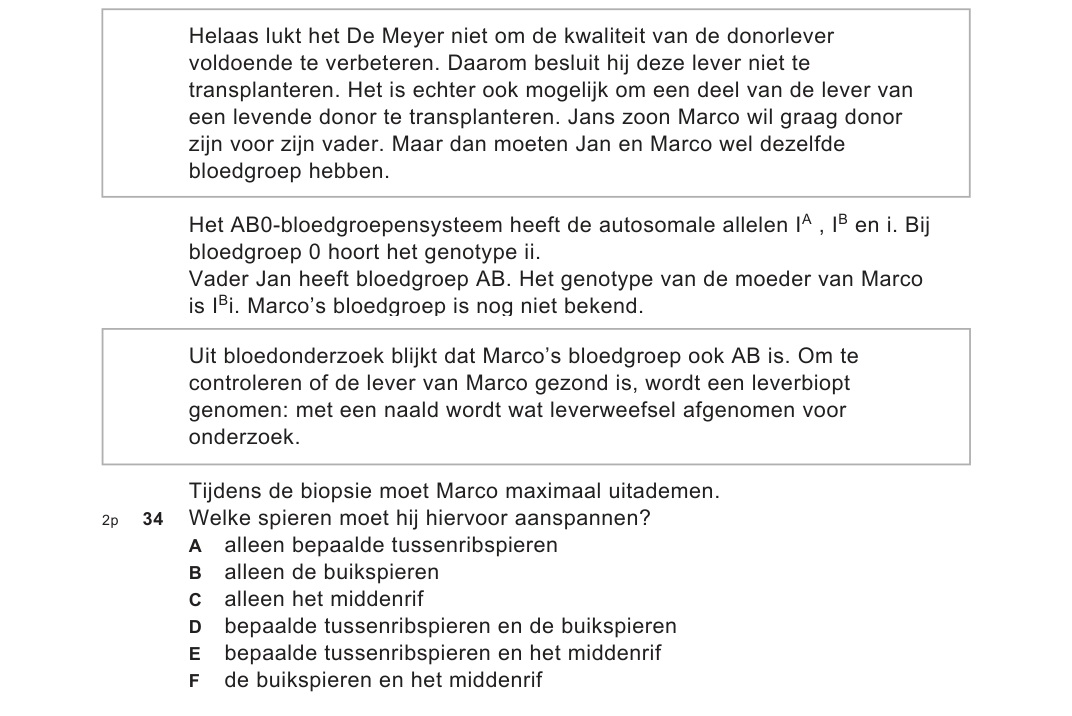 Helaas lukt het De Meyer niet om de kwaliteit van de donorlever
voldoende te verbeteren. Daarom besluit hij deze lever niet te
transplanteren. Het is echter ook mogelijk om een deel van de lever van
een levende donor te transplanteren. Jans zoon Marco wil graag donor
zijn voor zijn vader. Maar dan moeten Jan en Marco wel dezelfde
bloedgroep hebben.
Het AB0-bloedgroepensysteem heeft de autosomale allelen Iᴬ , Iᴮ en i. Bij
bloedgroep 0 hoort het genotype ii.
Vader Jan heeft bloedgroep AB. Het genotype van de moeder van Marco
is Iᴮi. Marco’s bloedgroep is nog niet bekend.
Uit bloedonderzoek blijkt dat Marco’s bloedgroep ook AB is. Om te
controleren of de lever van Marco gezond is, wordt een leverbiopt
genomen: met een naald wordt wat leverweefsel afgenomen voor
onderzoek.
Tijdens de biopsie moet Marco maximaal uitademen.
2p 34 Welke spieren moet hij hiervoor aanspannen?
A alleen bepaalde tussenribspieren
B alleen de buikspieren
C alleen het middenrif
D bepaalde tussenribspieren en de buikspieren
E bepaalde tussenribspieren en het middenrif
F de buikspieren en het middenrif